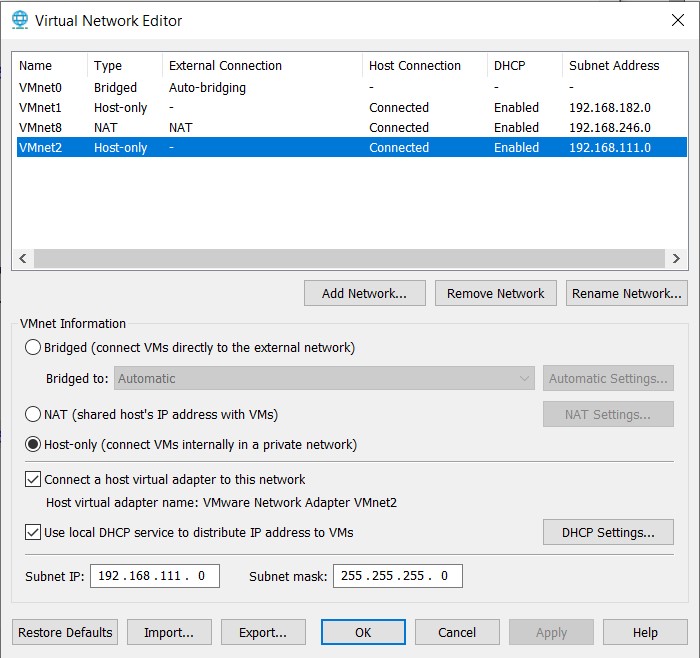 Virtual Network Editor
Name Type External Connection Host Connection DHCP Subnet Address
VMnet0 Bridged Auto-bridging - - -
VMnet1 Host-only - Connected Enabled 192.168.182.0
VMnet8 NAT NAT Connected Enabled 192.168.246.0
VMnet2 Host-only - Connected Enabled 192.168.111.0
Add Network... Remove Network Rename Network...
VMnet Information
Bridged (connect VMs directly to the external network)
Bridged to: Automatic Automatic Settings...
NAT (shared host's IP address with VMs) NAT Settings...
Host-only (connect VMs internally in a private network)
Connect a host virtual adapter to this network
Host virtual adapter name: VMware Network Adapter VMnet2
Use local DHCP service to distribute IP address to VMs DHCP Settings...
Subnet IP: 192 . 168 . 111 . 0 Subnet mask: 255 . 255 . 255 . 0
Restore Defaults Import... Export... OK Cancel Apply Help